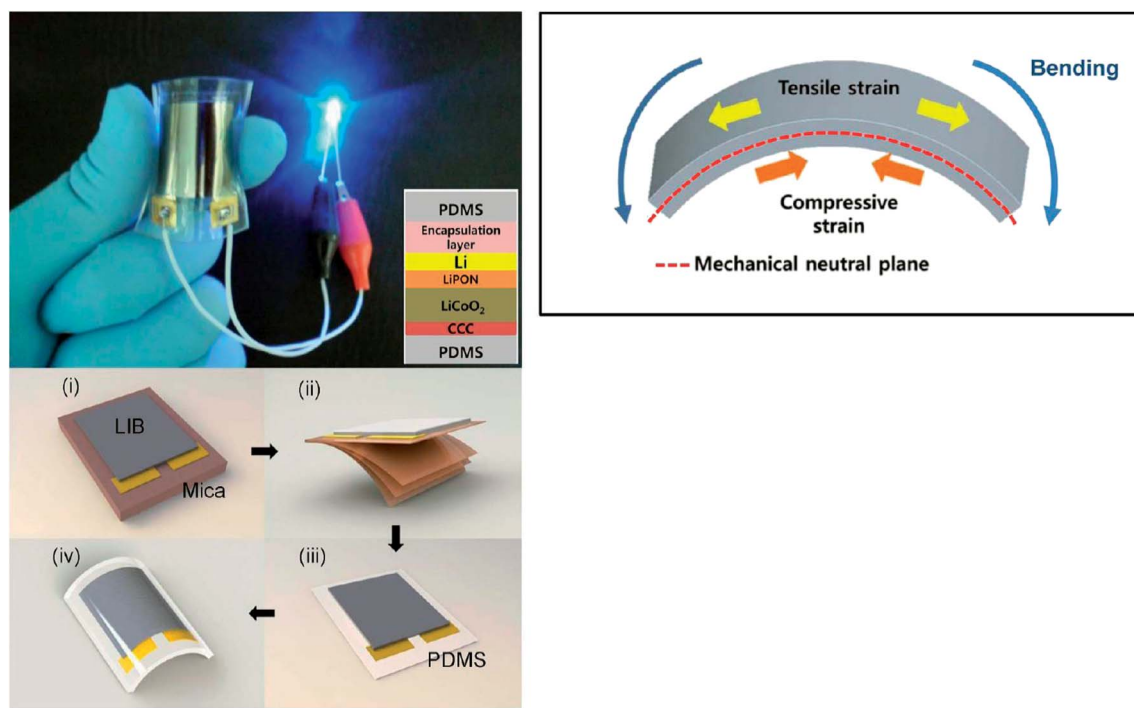 PDMS
Encapsulation
layer
Li
LiPON
LiCoO₂
CCC
PDMS
Bending
Tensile strain
Compressive
strain
Mechanical neutral plane
(i)
LIB
Mica
(ii)
(iii)
PDMS
(iv)